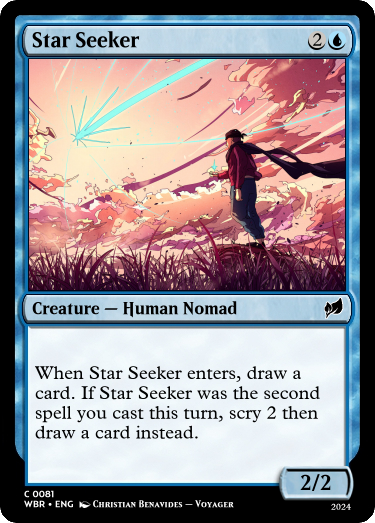 Star Seeker 2
Creature — Human Nomad
When Star Seeker enters, draw a
card. If Star Seeker was the second
spell you cast this turn, scry 2 then
draw a card instead.
2/2
C 0081
WBR • ENG Christian Benavides — Voyager
2024